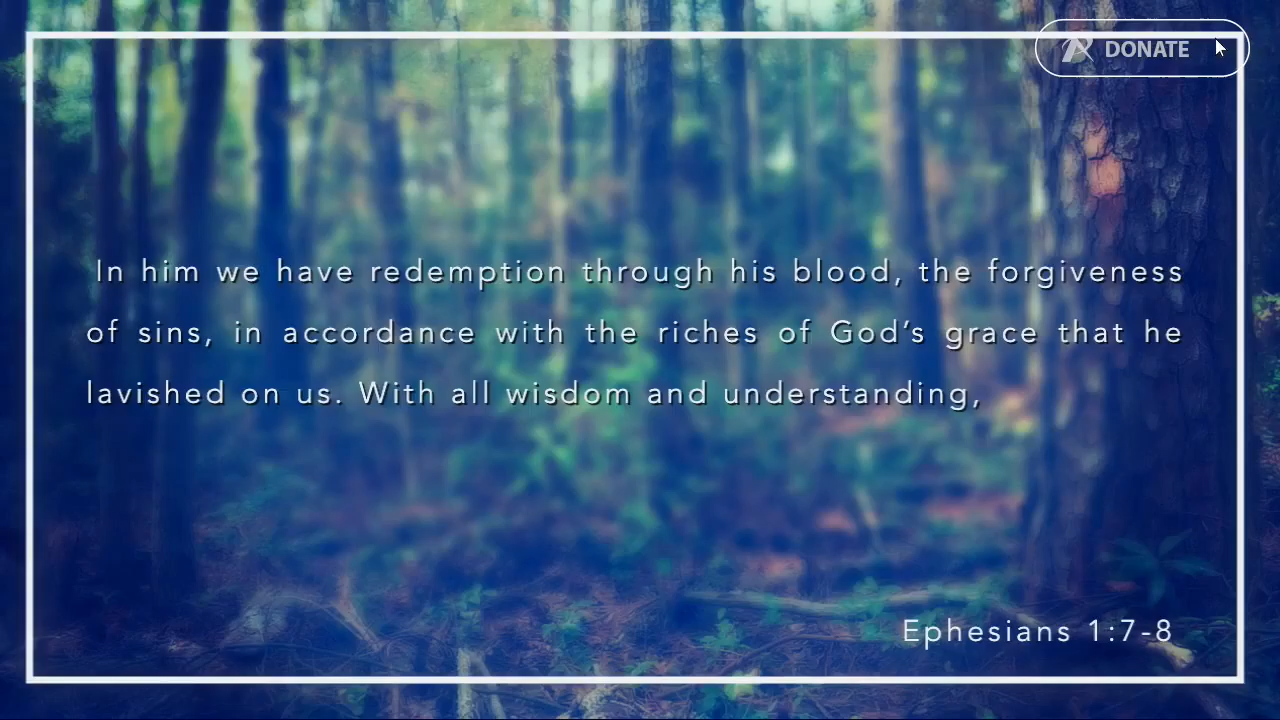 DONATE
In him we have redemption through his blood, the forgiveness
of sins, in accordance with the riches of God’s grace that he
lavished on us. With all wisdom and understanding,
Ephesians 1:7-8